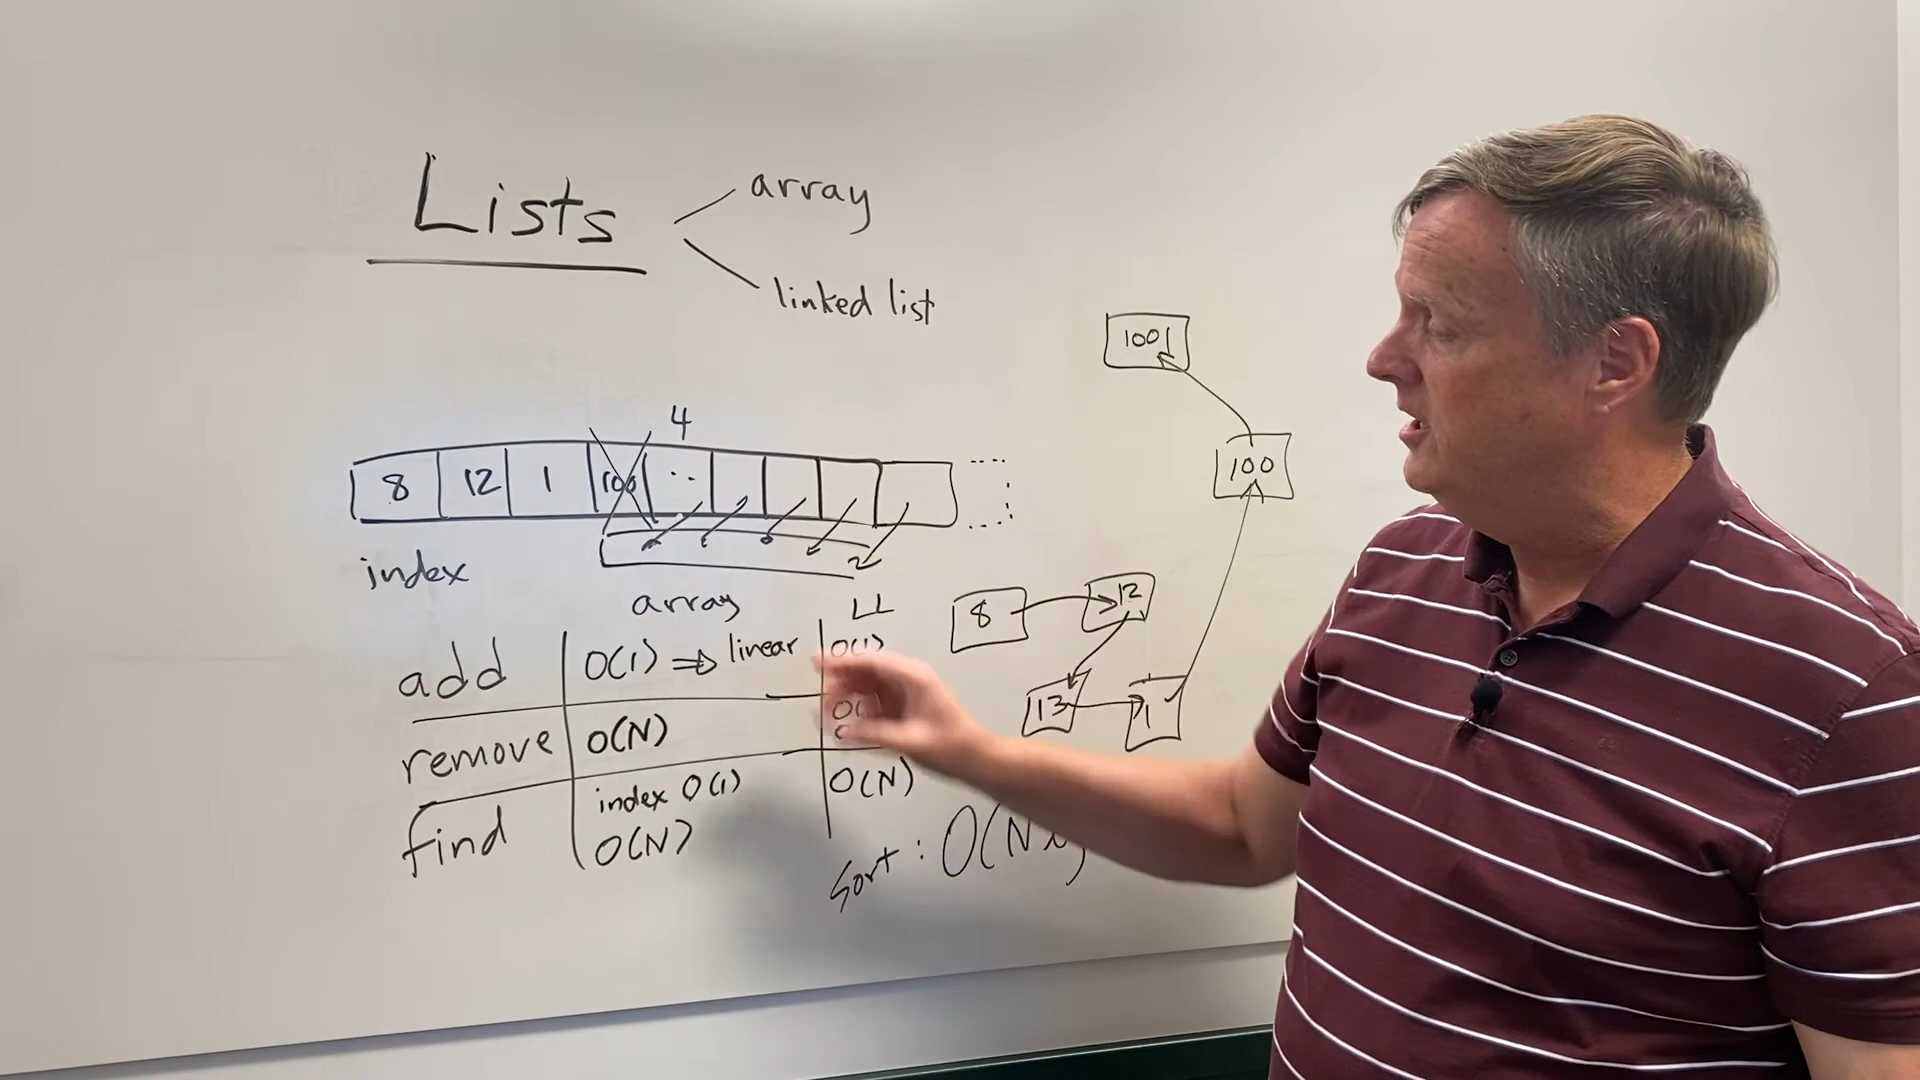 Lists
array
linked list
1001
4
8 12 1 100 ..
100
index
array LL
8 12
add O(1) ⇒ linear O(1)
13 1
remove O(N)
find index O(1) O(N)
O(N)
sort: O(N